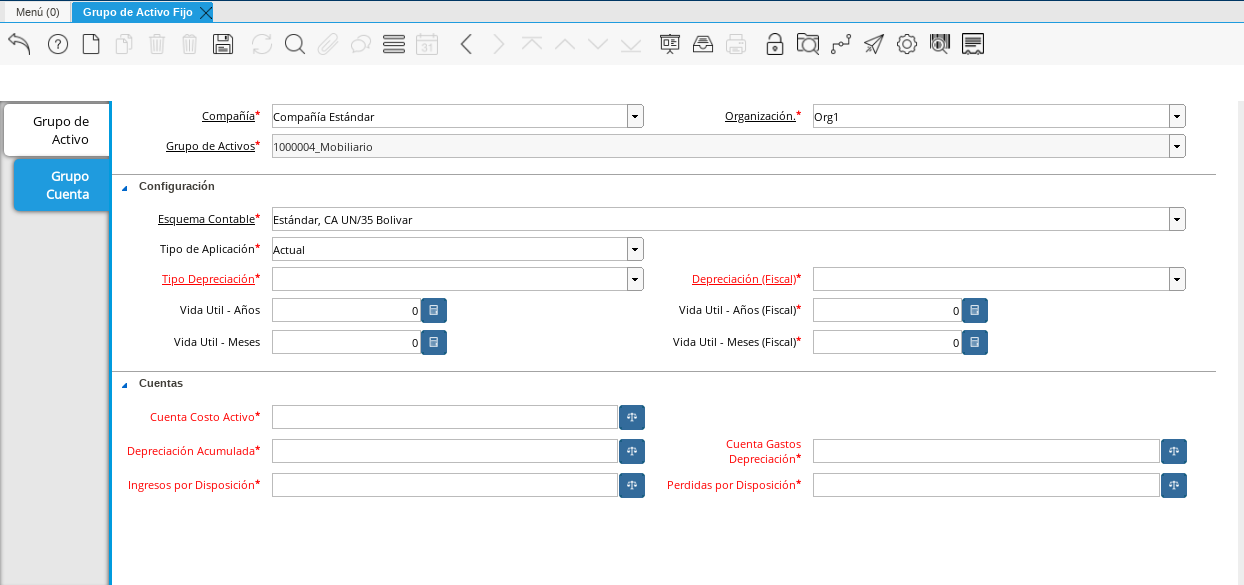 Menú (0)
Grupo de Activo Fijo
31
Grupo de
Activo
Grupo
Cuenta
Compañía* Compañía Estándar Organización.* Org1
Grupo de Activos* 1000004_Mobiliario
Configuración
Esquema Contable* Estándar, CA UN/35 Bolivar
Tipo de Aplicación* Actual
Tipo Depreciación* Depreciación (Fiscal)*
Vida Util - Años 0 Vida Util - Años (Fiscal)* 0
Vida Util - Meses 0 Vida Util - Meses (Fiscal)* 0
Cuentas
Cuenta Costo Activo*
Depreciación Acumulada* Cuenta Gastos
Depreciación*
Ingresos por Disposición* Perdidas por Disposición*